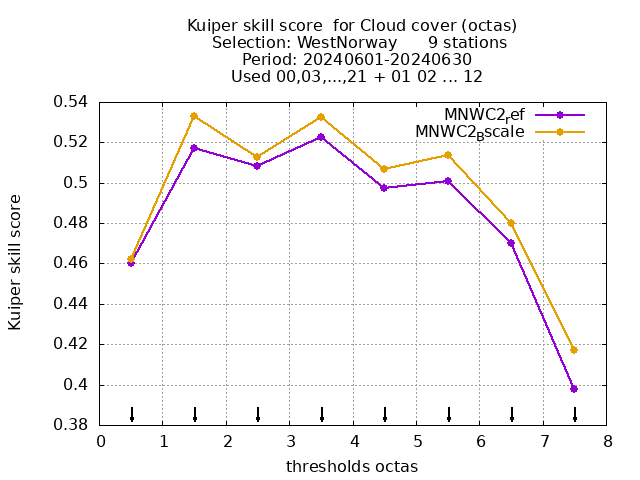 Kuiper skill score  for Cloud cover (octas)
Selection: WestNorway      9 stations
Period: 20240601-20240630
Used 00,03,...,21 + 01 02 ... 12
MNWC2ref
MNWC2Bscale
0.54
0.52
0.5
0.48
0.46
0.44
0.42
0.4
0.38
0 1 2 3 4 5 6 7 8
Kuiper skill score
thresholds octas